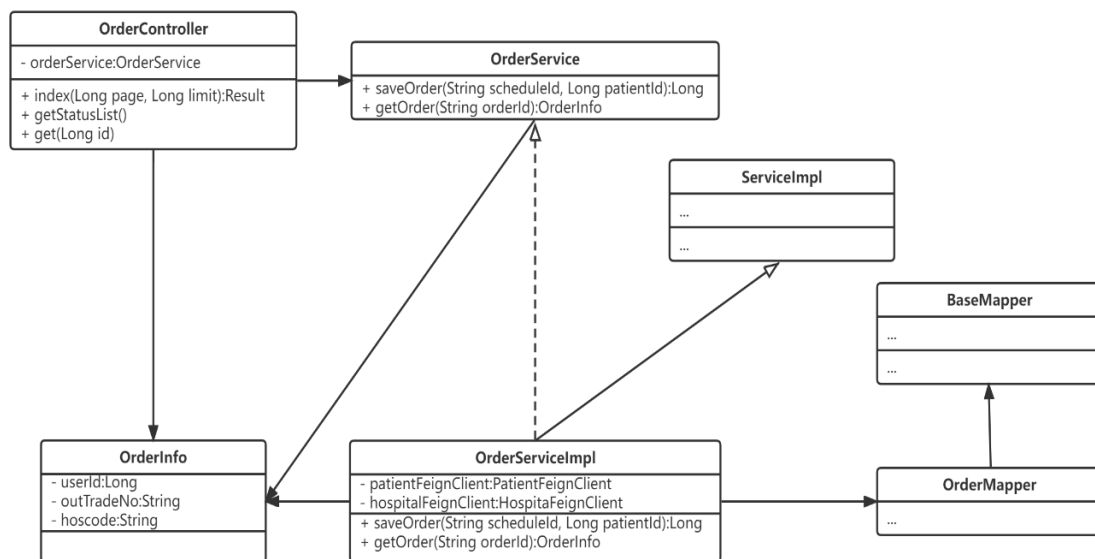 OrderController
- orderService:OrderService
+ index(Long page, Long limit):Result
+ getStatusList()
+ get(Long id)
OrderService
+ saveOrder(String scheduleId, Long patientId):Long
+ getOrder(String orderId):OrderInfo
ServiceImpl
...
...
BaseMapper
...
...
OrderInfo
- userId:Long
- outTradeNo:String
- hoscode:String
OrderServiceImpl
- patientFeignClient:PatientFeignClient
- hospitalFeignClient:HospitaFeignClient
+ saveOrder(String scheduleId, Long patientId):Long
+ getOrder(String orderId):OrderInfo
OrderMapper
...